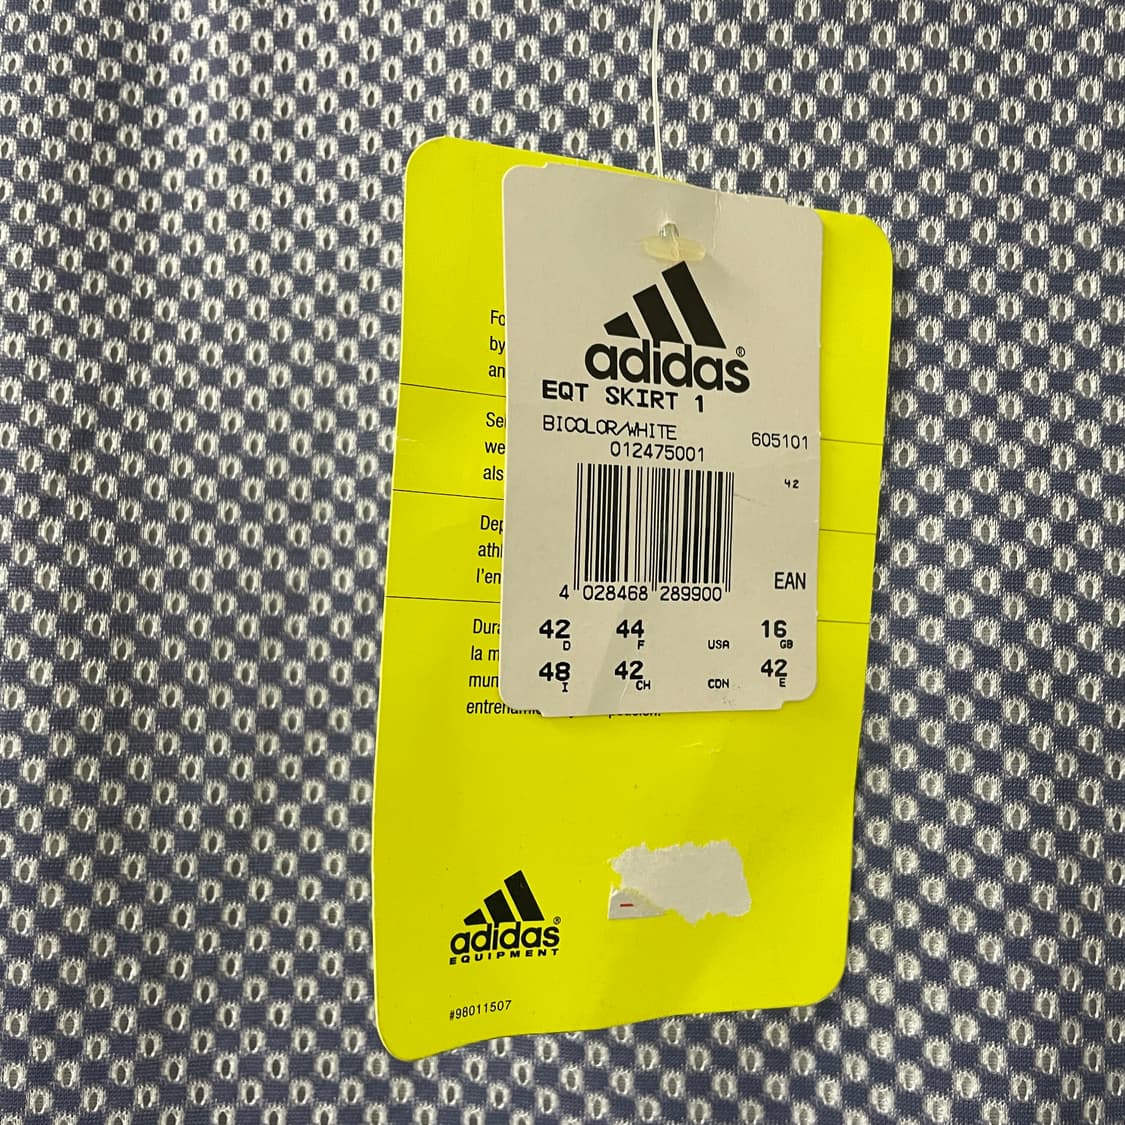 adidas®
EQT SKIRT 1
BICOLOR/WHITE 605101
012475001
42
4 028468 289900 EAN
42 D 44 F USA 16 GB
48 I 42 CH CDN 42 E
Fo
by
an
Se
we
als
Dep
athl
l'en
Dura
la m
mun
adidas®
EQUIPMENT
#98011507